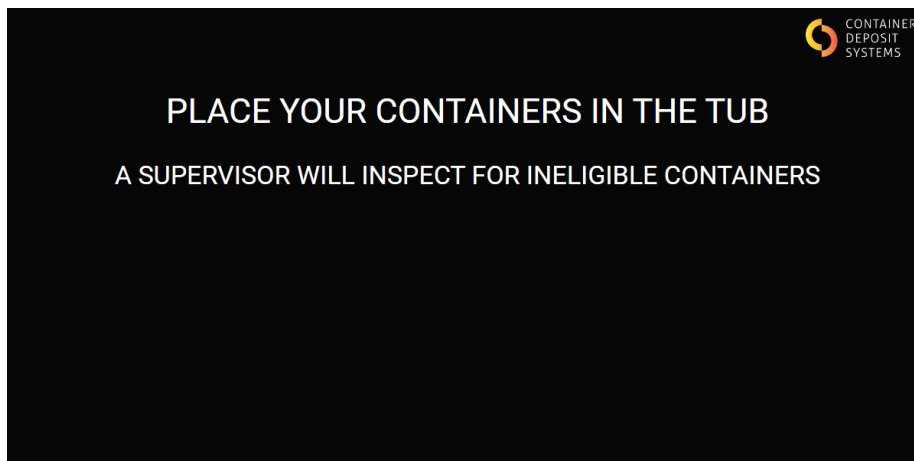 CONTAINER
DEPOSIT
SYSTEMS
PLACE YOUR CONTAINERS IN THE TUB
A SUPERVISOR WILL INSPECT FOR INELIGIBLE CONTAINERS